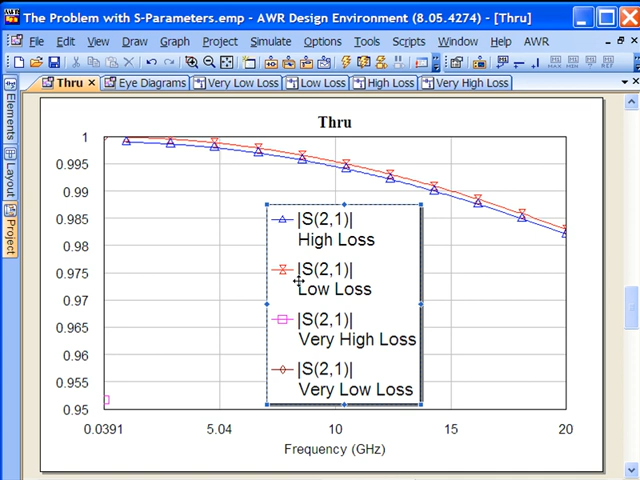 The Problem with S-Parameters.emp - AWR Design Environment (8.05.4274) - [Thru]
File Edit View Draw Graph Project Simulate Options Tools Scripts Window Help AWR
Thru Eye Diagrams Very Low Loss Low Loss High Loss Very High Loss
Elements
Layout
Project
Thru
1
0.995
0.99
0.985
0.98
0.975
0.97
0.965
0.96
0.955
0.95
|S(2,1)|
High Loss
|S(2,1)|
Low Loss
|S(2,1)|
Very High Loss
|S(2,1)|
Very Low Loss
0.0391 5.04 10 15 20
Frequency (GHz)